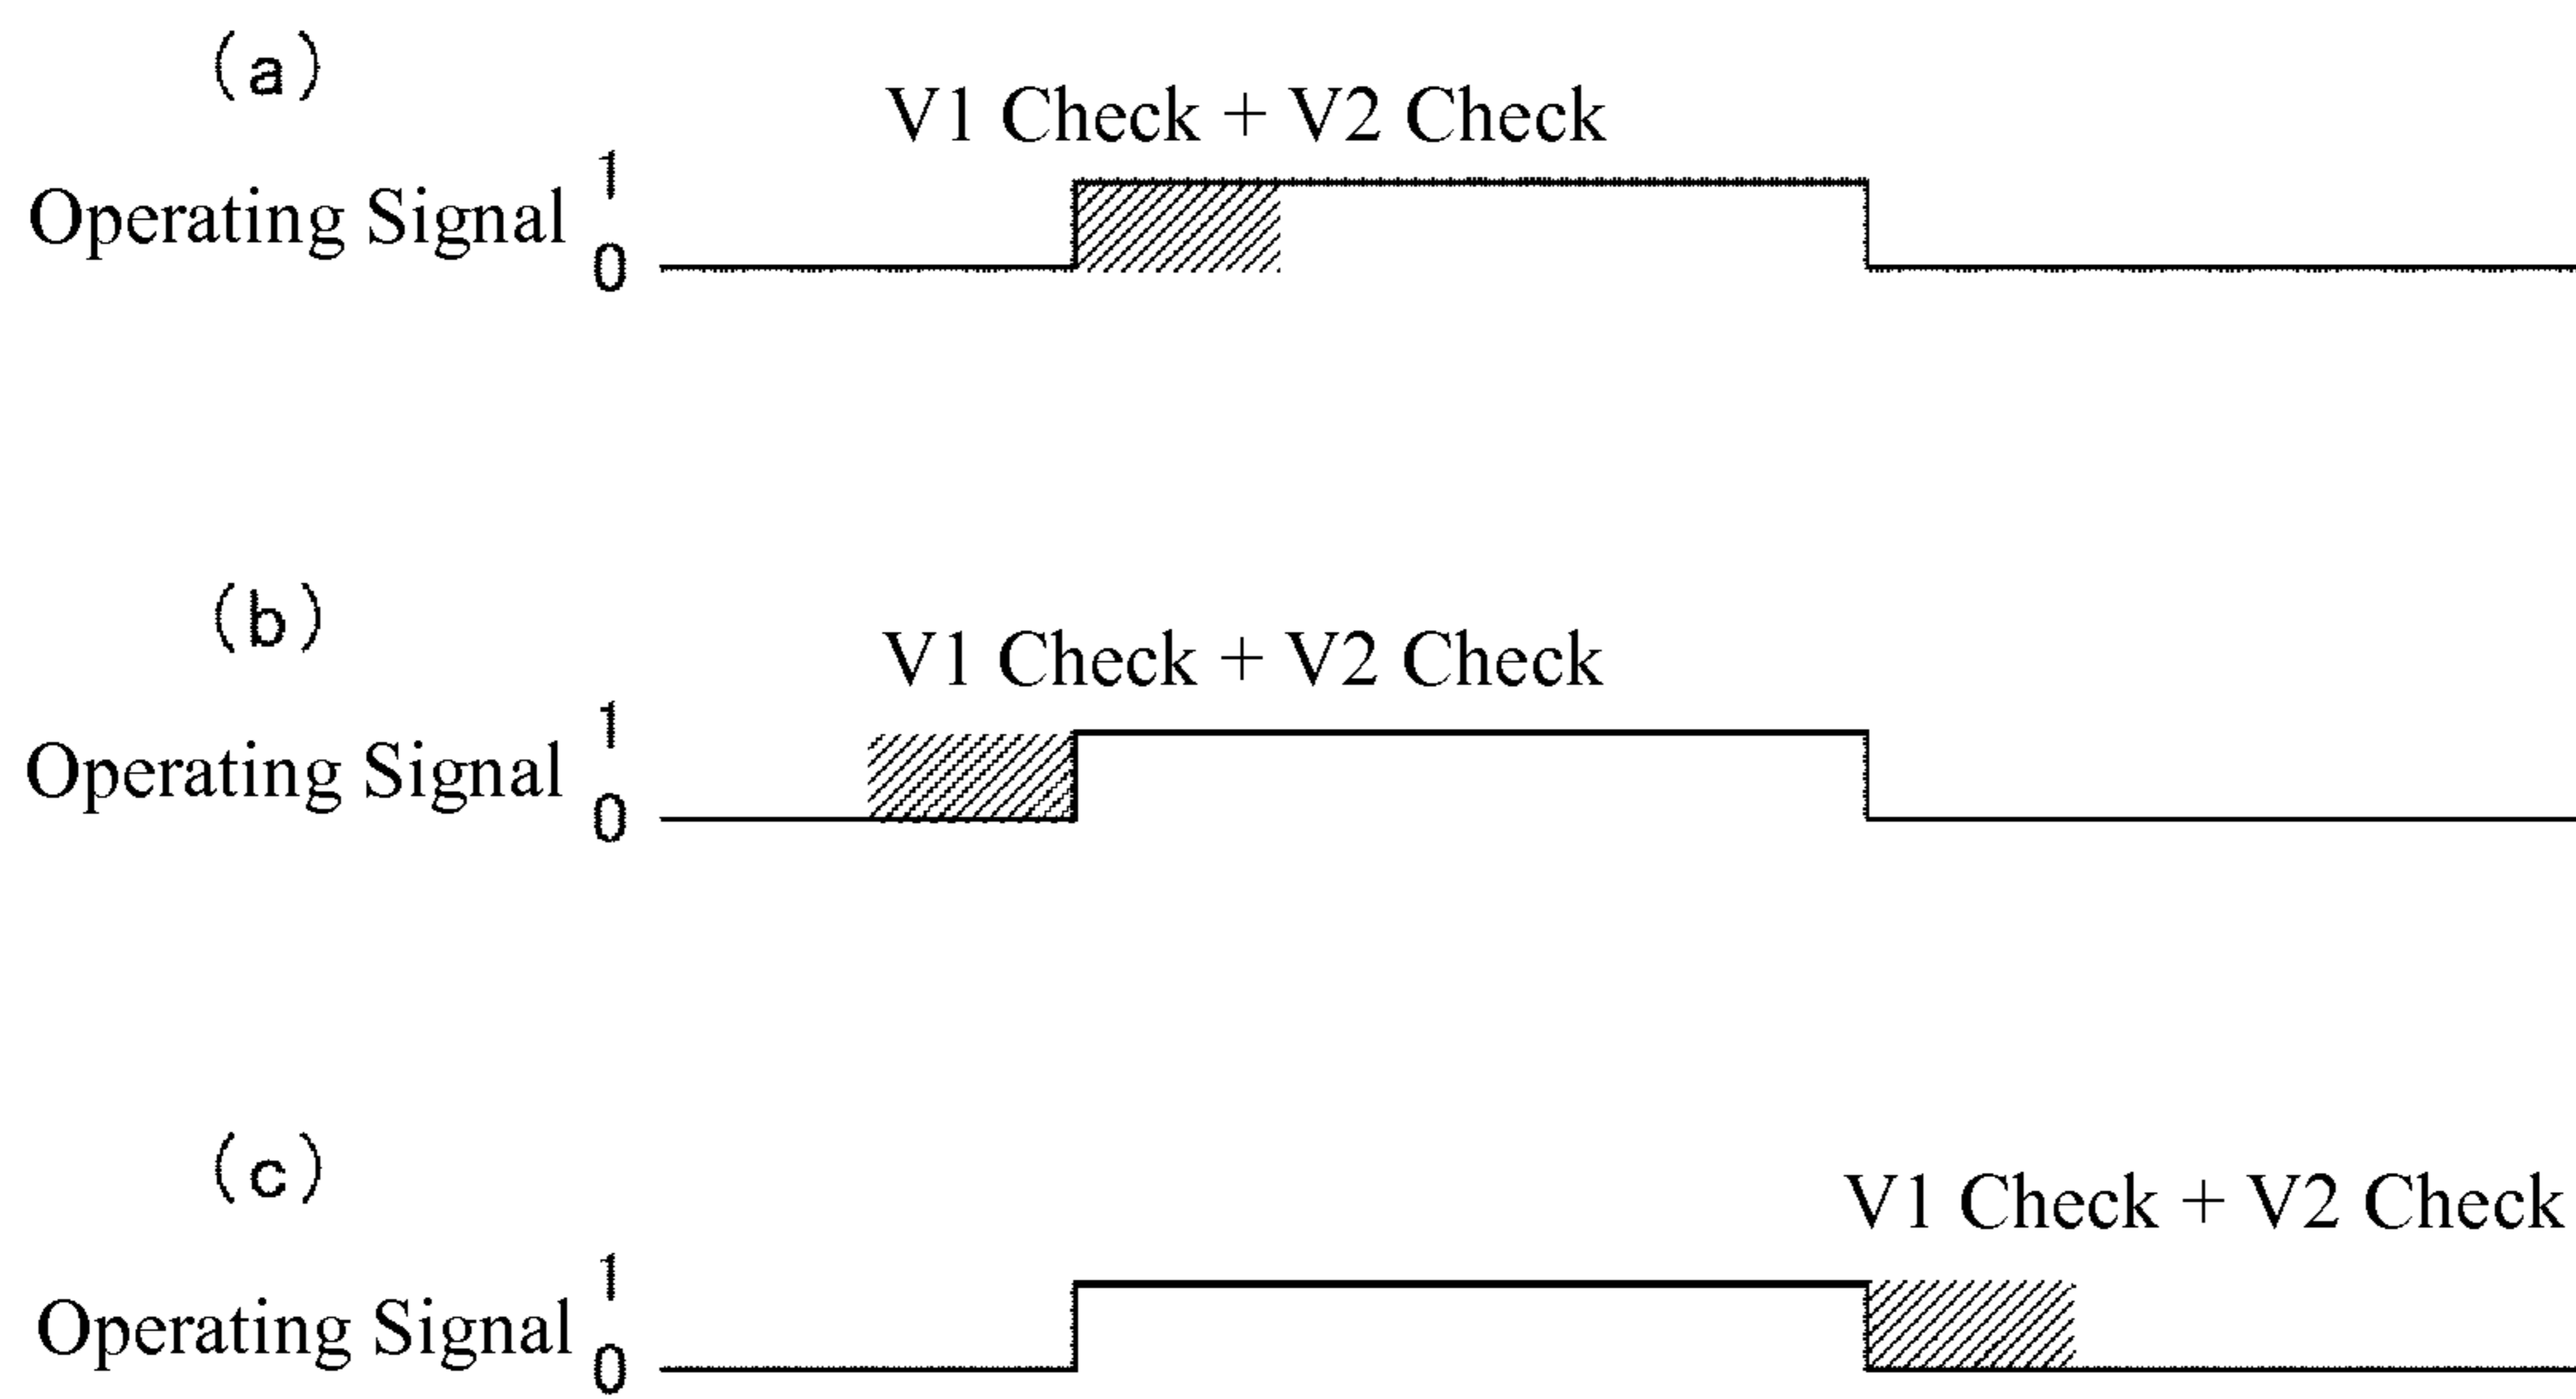 (a)
V1 Check + V2 Check
Operating Signal 1
0
(b)
V1 Check + V2 Check
Operating Signal 1
0
(c)
V1 Check + V2 Check
Operating Signal 1
0